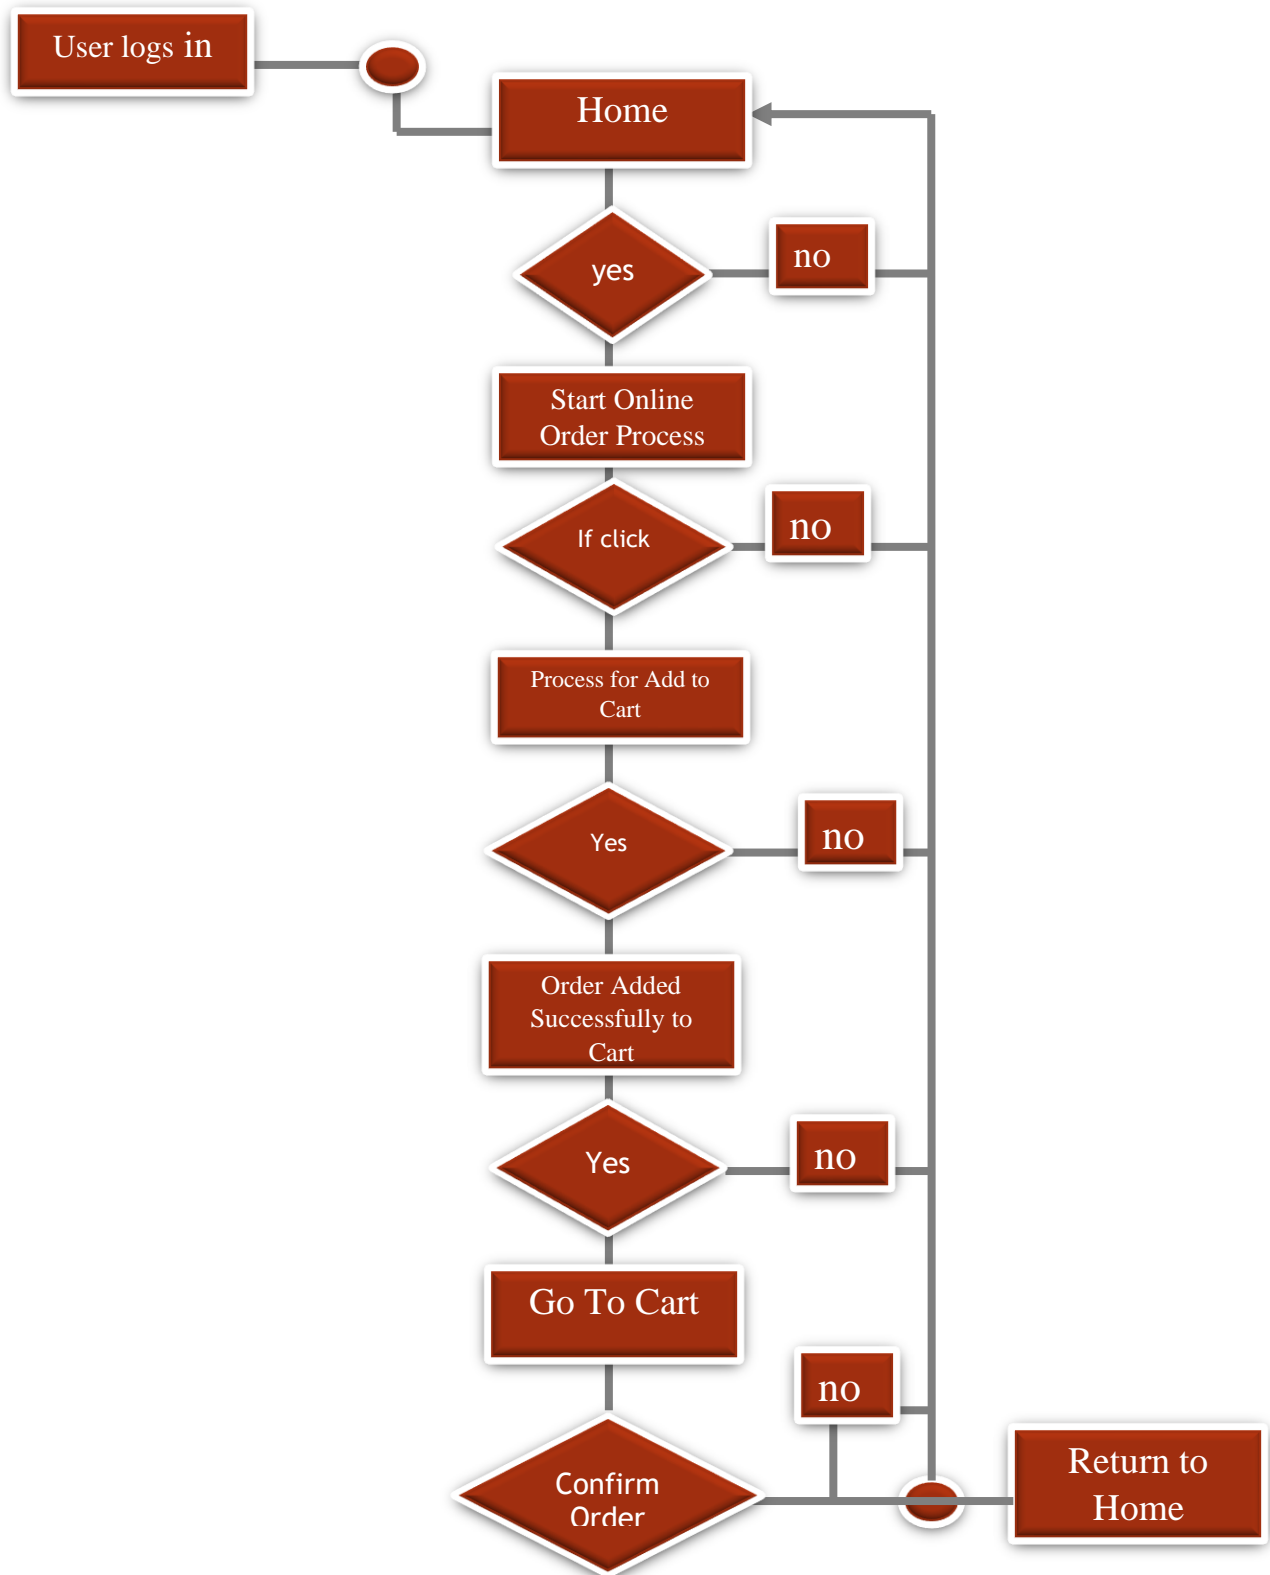 User logs in
Home
yes
no
Start Online
Order Process
If click
no
Process for Add to
Cart
Yes
no
Order Added
Successfully to
Cart
Yes
no
Go To Cart
no
Confirm
Order
Return to
Home